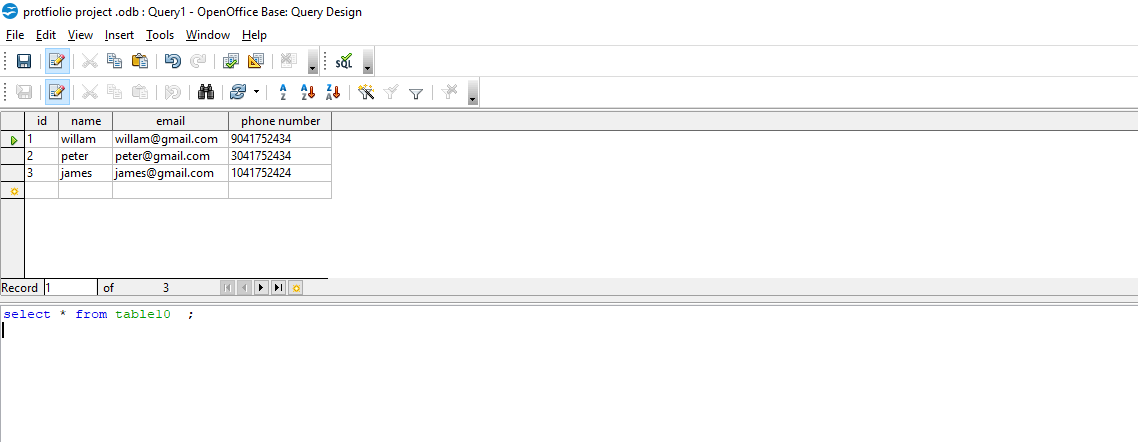 protfiolio project .odb : Query1 - OpenOffice Base: Query Design
File Edit View Insert Tools Window Help
SQL
A Z A Z Z A
id name email phone number
1 willam willam@gmail.com 9041752434
2 peter peter@gmail.com 3041752434
3 james james@gmail.com 1041752424
Record 1 of 3
select * from table10 ;